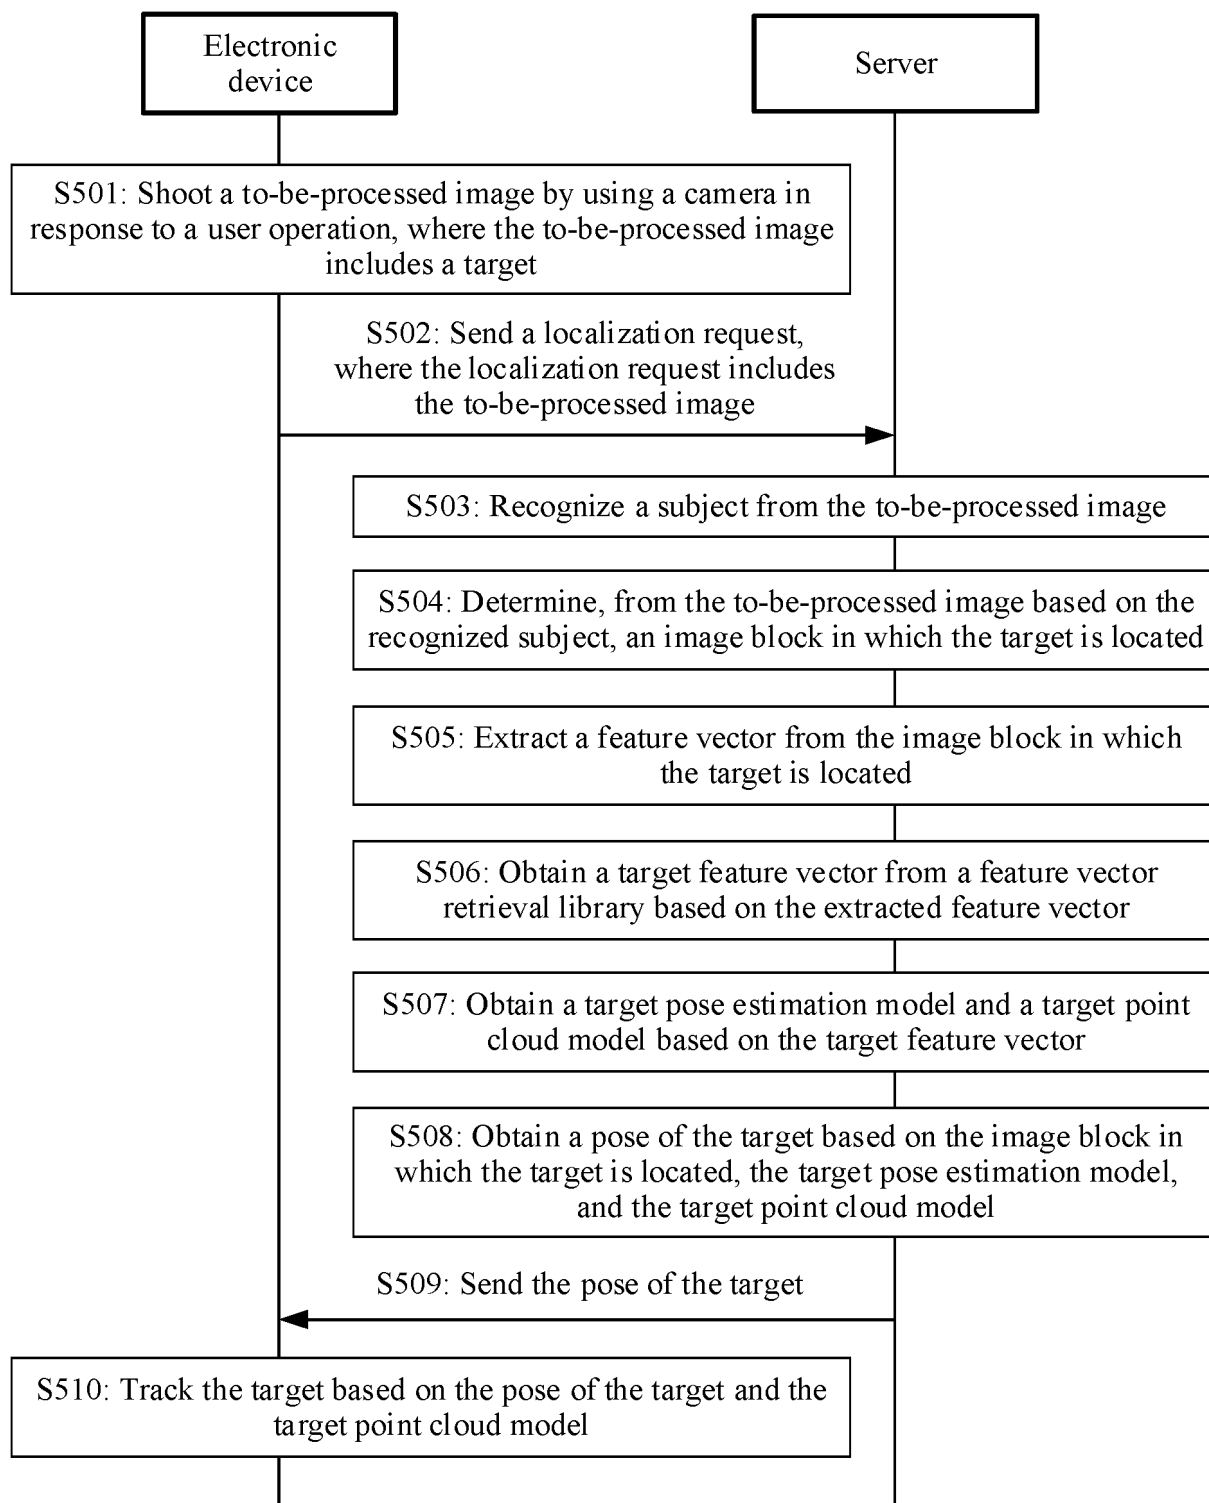 Electronic
device
Server
S501: Shoot a to-be-processed image by using a camera in
response to a user operation, where the to-be-processed image
includes a target
S502: Send a localization request,
where the localization request includes
the to-be-processed image
S503: Recognize a subject from the to-be-processed image
S504: Determine, from the to-be-processed image based on the
recognized subject, an image block in which the target is located
S505: Extract a feature vector from the image block in which
the target is located
S506: Obtain a target feature vector from a feature vector
retrieval library based on the extracted feature vector
S507: Obtain a target pose estimation model and a target point
cloud model based on the target feature vector
S508: Obtain a pose of the target based on the image block in
which the target is located, the target pose estimation model,
and the target point cloud model
S509: Send the pose of the target
S510: Track the target based on the pose of the target and the
target point cloud model